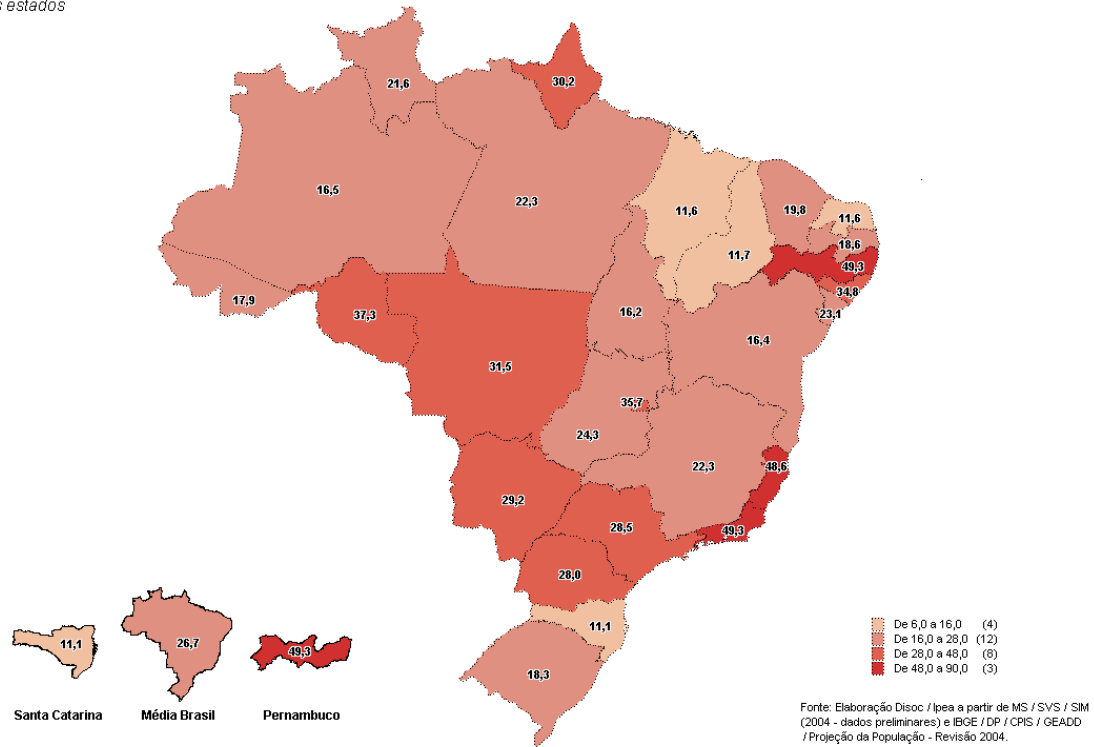 s estados
21,6
30,2
16,5
22,3
11,6
19,8
11,6
18,6
11,7
49,3
34,8
17,9
23,1
37,3
16,2
16,4
31,5
35,7
24,3
22,3
48,6
29,2
28,5
49,3
28,0
11,1
18,3
11,1
26,7
49,3
Santa Catarina
Média Brasil
Pernambuco
De 6,0 a 16,0 (4)
De 16,0 a 28,0 (12)
De 28,0 a 48,0 (8)
De 48,0 a 90,0 (3)
Fonte: Elaboração Disoc / Ipea a partir de MS / SVS / SIM
(2004 - dados preliminares) e IBGE / DP / CPIS / GEADD
/ Projeção da População - Revisão 2004.